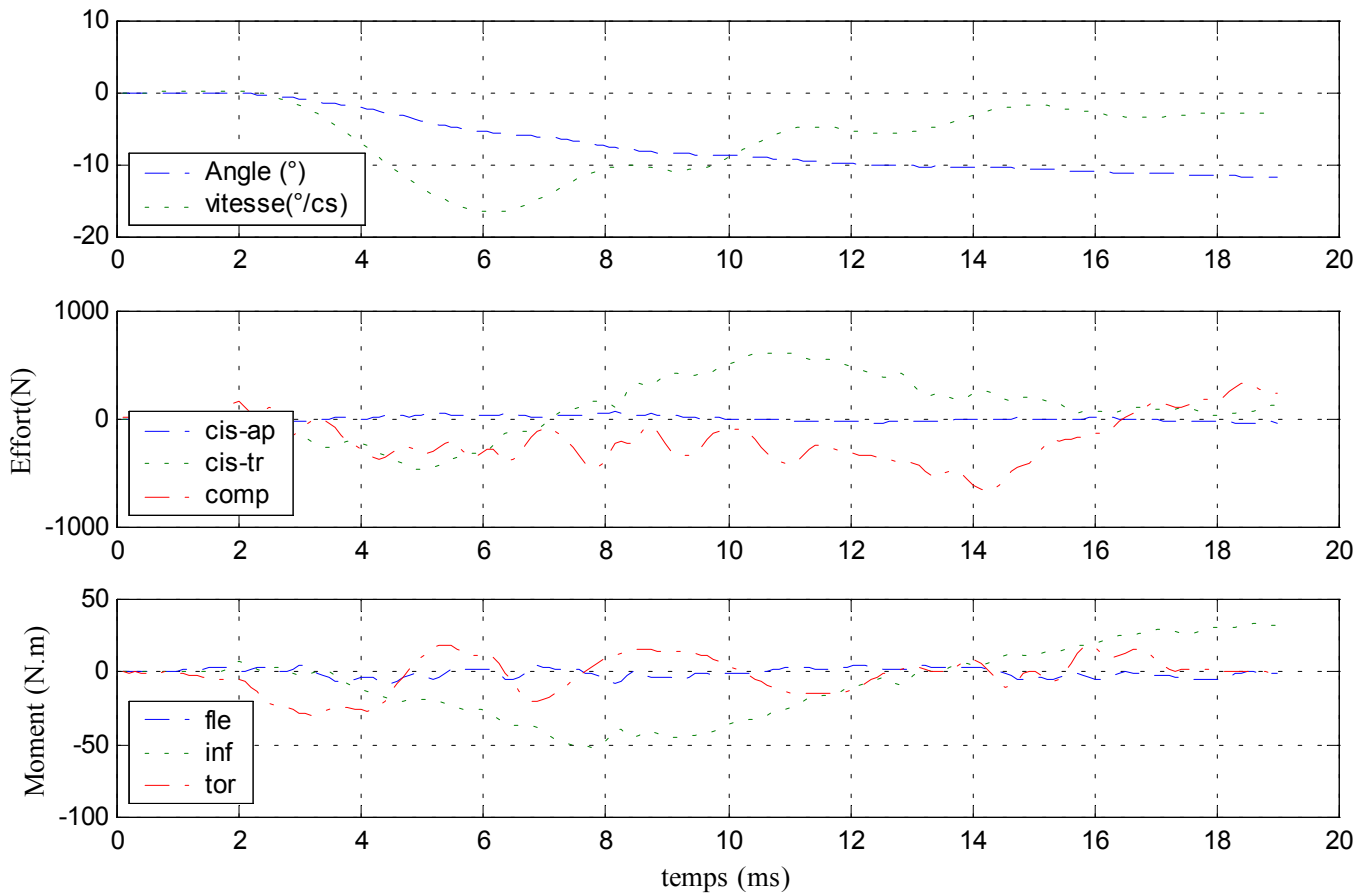 10
0
-10
-20
Angle (°)
vitesse(°/cs)
0 2 4 6 8 10 12 14 16 18 20
Effort(N)
1000
0
-1000
cis-ap
cis-tr
comp
0 2 4 6 8 10 12 14 16 18 20
Moment (N.m)
50
0
-50
-100
fle
inf
tor
0 2 4 6 8 10 12 14 16 18 20
temps (ms)